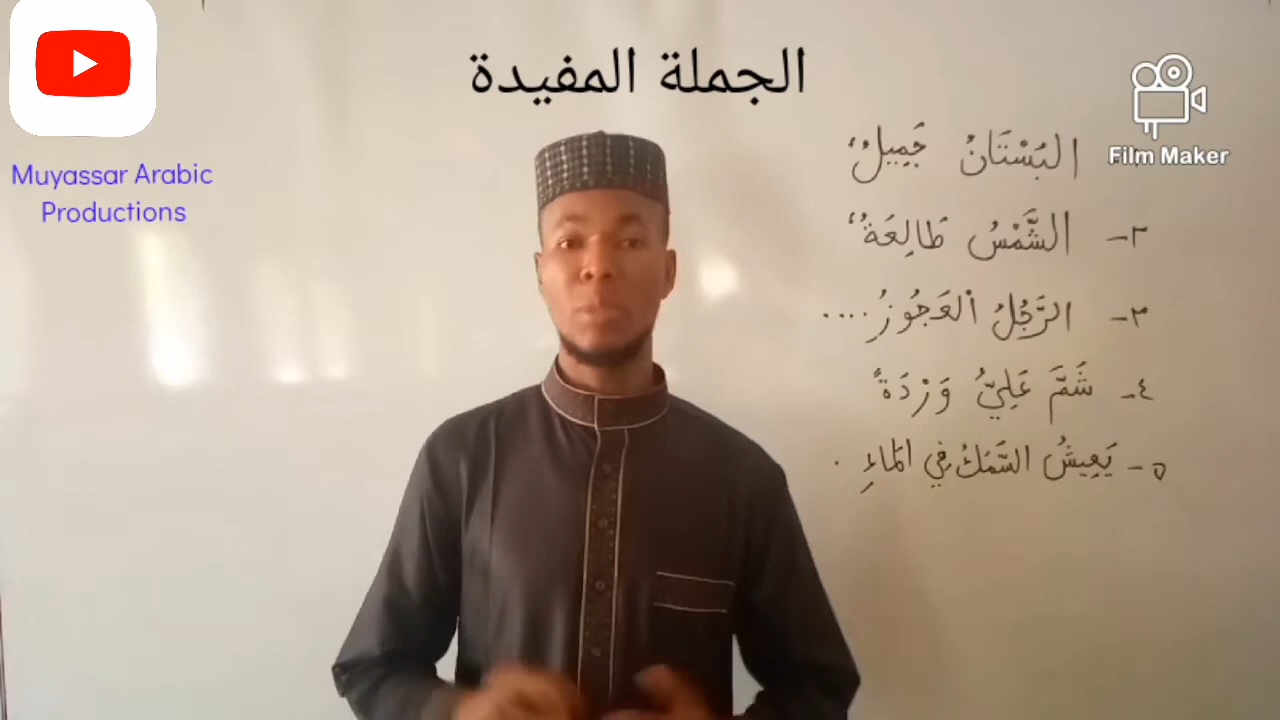 الجملة المفيدة
Film Maker
Muyassar Arabic
Productions
البُسْتَانُ جَمِيلٌ
٢- الشَّمْسُ طَالِعَةٌ
٣- الرَّجُلُ الْعَجُوزُ ....
٤- شَمَّ عَلِيٌّ وَرْدَةً
٥- يَعِيشُ السَّمَكُ فِي المَاءِ .